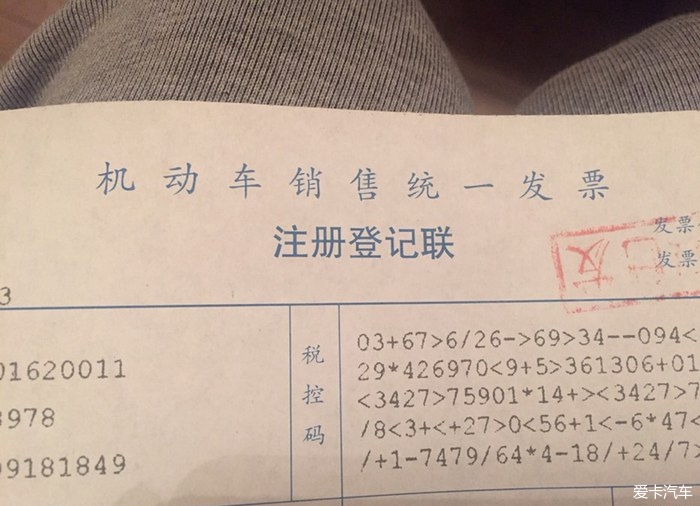 机动车销售统一发票
注册登记联
发票
发票
3
01620011
3978
09181849
税控码
03+67>6/26->69>34--094<
29*426970<9+5>361306+01
<3427>75901*14+><3427>7
/8<3+<+27>0<56+1<-6*47<
/+1-7479/64*4-18/+24/7>
爱卡汽车